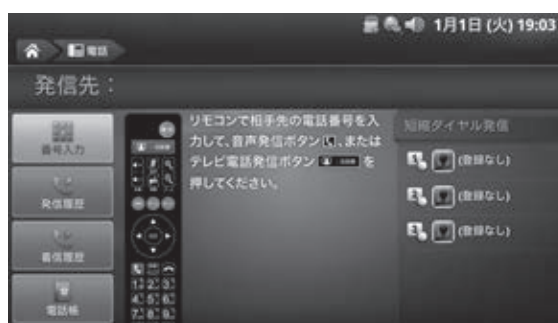 1月1日 (火) 19:03
電話
発信先：
番号入力
発信履歴
着信履歴
電話帳
リモコンで相手先の電話番号を入
力して、音声発信ボタン、または
テレビ電話発信ボタン を
押してください。
短縮ダイヤル発信
(登録なし)
(登録なし)
(登録なし)